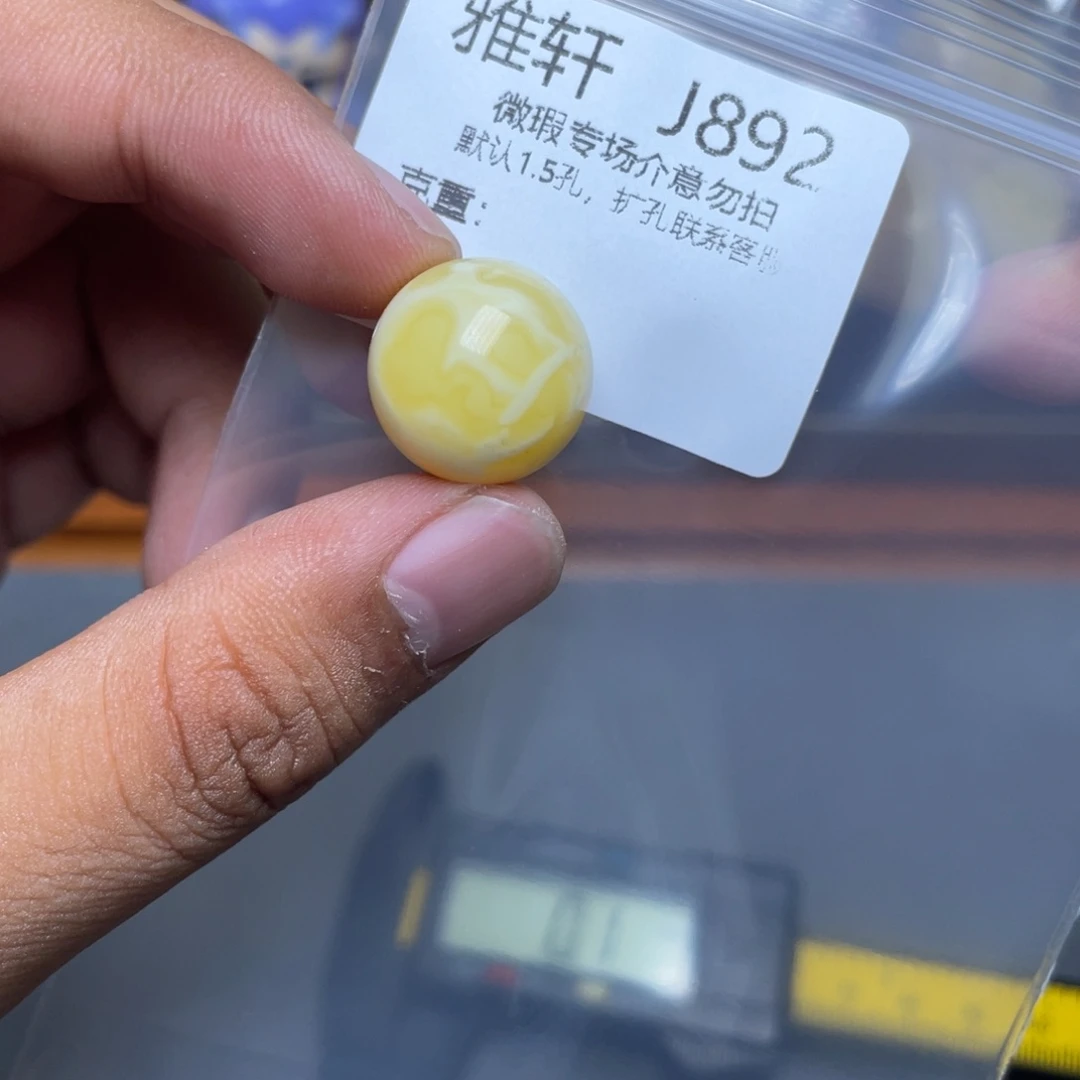 雅轩 J892
微瑕专场介意勿拍
默认1.5孔，扩孔联系客服
克重：